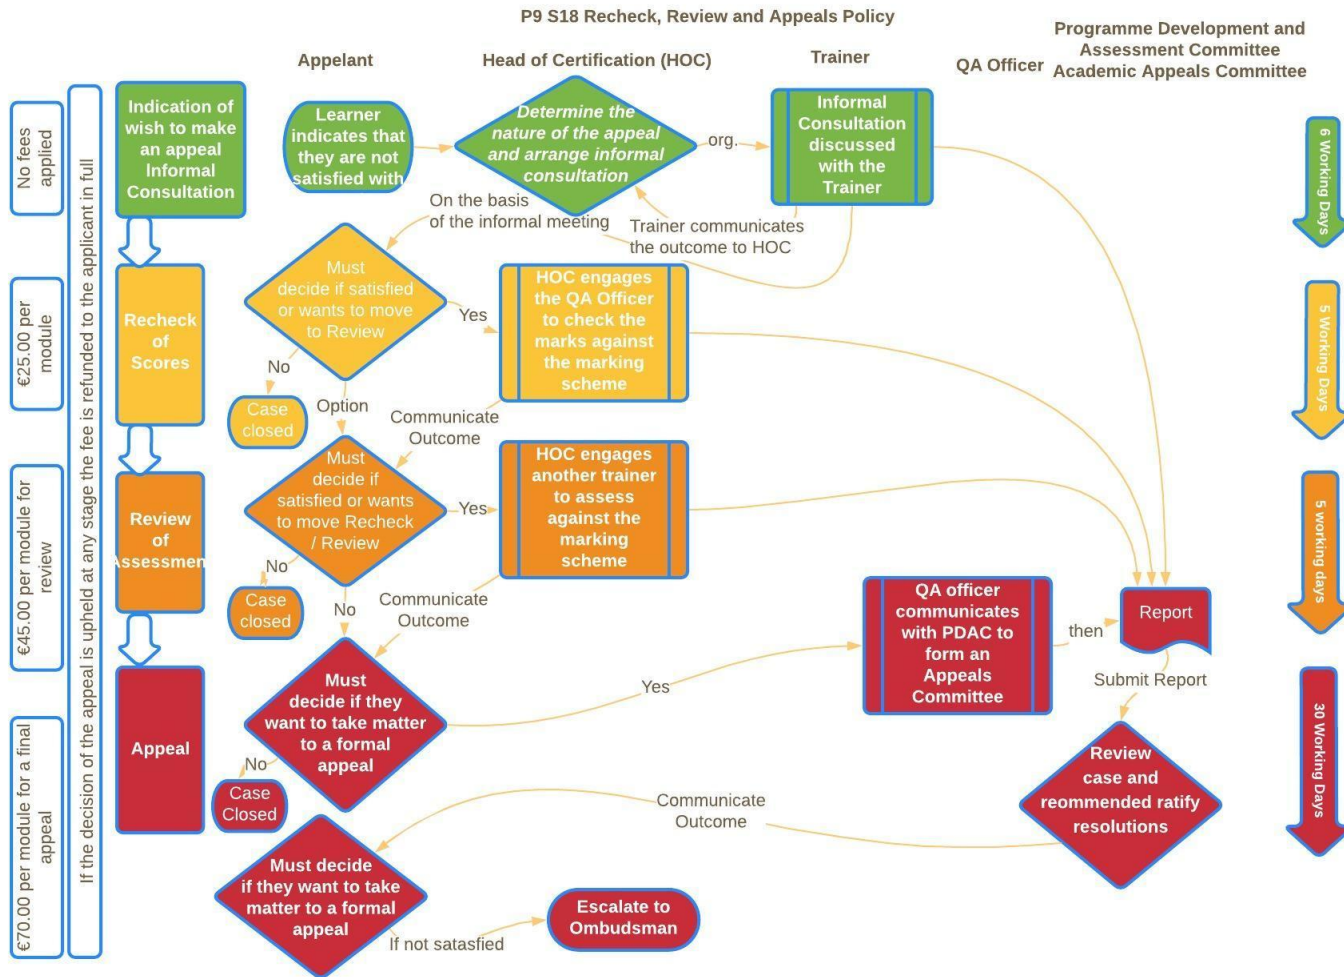 P9 S18 Recheck, Review and Appeals Policy
Appelant
Head of Certification (HOC)
Trainer
QA Officer
Programme Development and
Assessment Committee
Academic Appeals Committee
No fees
applied
€25.00 per
module
€45.00 per module for
review
€70.00 per module for a final
appeal
If the decision of the appeal is upheld at any stage the fee is refunded to the applicant in full
Indication of
wish to make
an appeal
Informal
Consultation
Learner
indicates that
they are not
satisfied with
Determine the
nature of the appeal
and arrange informal
consultation
org.
Informal
Consultation
discussed
with the
Trainer
6 Working Days
On the basis
of the informal meeting
Trainer communicates
the outcome to HOC
Recheck
of
Scores
Must
decide if satisfied
or wants to move
to Review
Yes
HOC engages
the QA Officer
to check the
marks against
the marking
scheme
5 Working Days
No
Case
closed
Option
Communicate
Outcome
Review
of
Assessmen
Must
decide if
satisfied or wants
to move Recheck
/ Review
Yes
HOC engages
another trainer
to assess
against the
marking
scheme
5 working days
No
Case
closed
No
Communicate
Outcome
Appeal
Must
decide if they
want to take matter
to a formal
appeal
Yes
QA officer
communicates
with PDAC to
form an
Appeals
Committee
then
Report
Submit Report
30 Working Days
No
Case
Closed
Review
case and
reommended ratify
resolutions
Communicate
Outcome
Must decide
if they want to take
matter to a formal
appeal
If not satasfied
Escalate to
Ombudsman